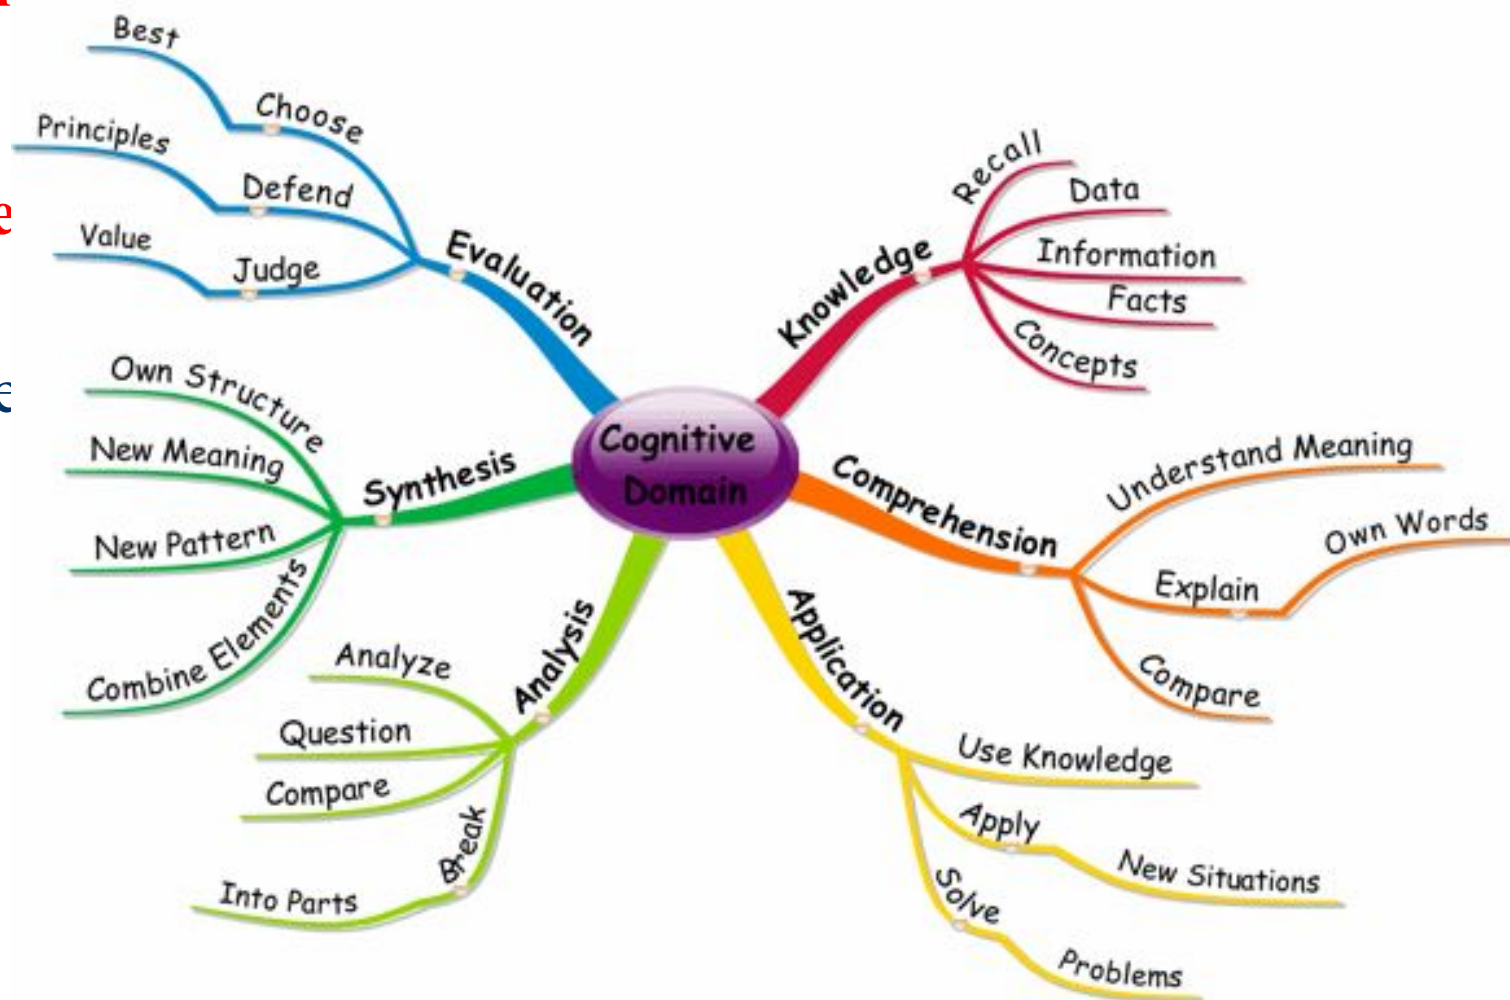 Cognitive
Domain
Knowledge
Recall
Data
Information
Facts
Concepts
Comprehension
Understand Meaning
Explain
Own Words
Compare
Application
Use Knowledge
Apply
New Situations
Solve
Problems
Analysis
Analyze
Question
Compare
Break
Into Parts
Synthesis
Own Structure
New Meaning
New Pattern
Combine Elements
Evaluation
Choose
Best
Defend
Principles
Judge
Value
e
e